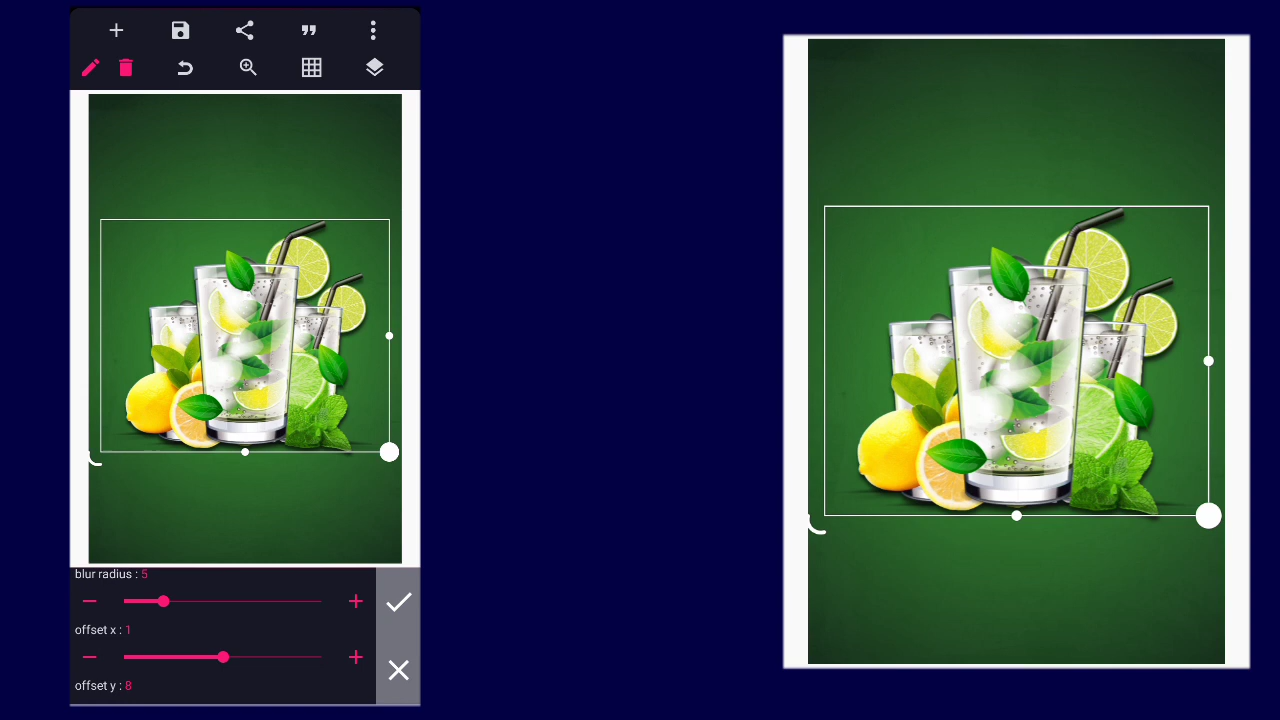 blur radius : 5
offset x : 1
offset y : 8